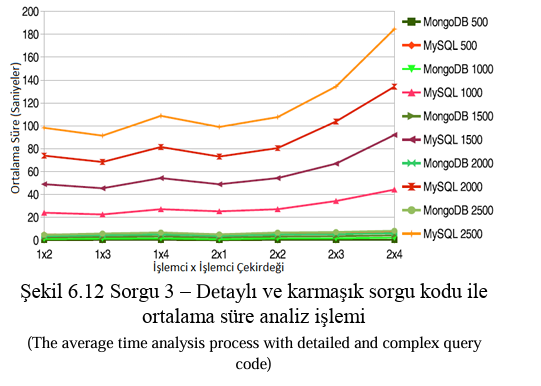 200
180
160
140
120
100
80
60
40
20
0
Ortalama Süre (Saniyeler)
1x2 1x3 1x4 2x1 2x2 2x3 2x4
İşlemci x İşlemci Çekirdeği
MongoDB 500
MySQL 500
MongoDB 1000
MySQL 1000
MongoDB 1500
MySQL 1500
MongoDB 2000
MySQL 2000
MongoDB 2500
MySQL 2500
Şekil 6.12 Sorgu 3 – Detaylı ve karmaşık sorgu kodu ile
ortalama süre analiz işlemi
(The average time analysis process with detailed and complex query
code)